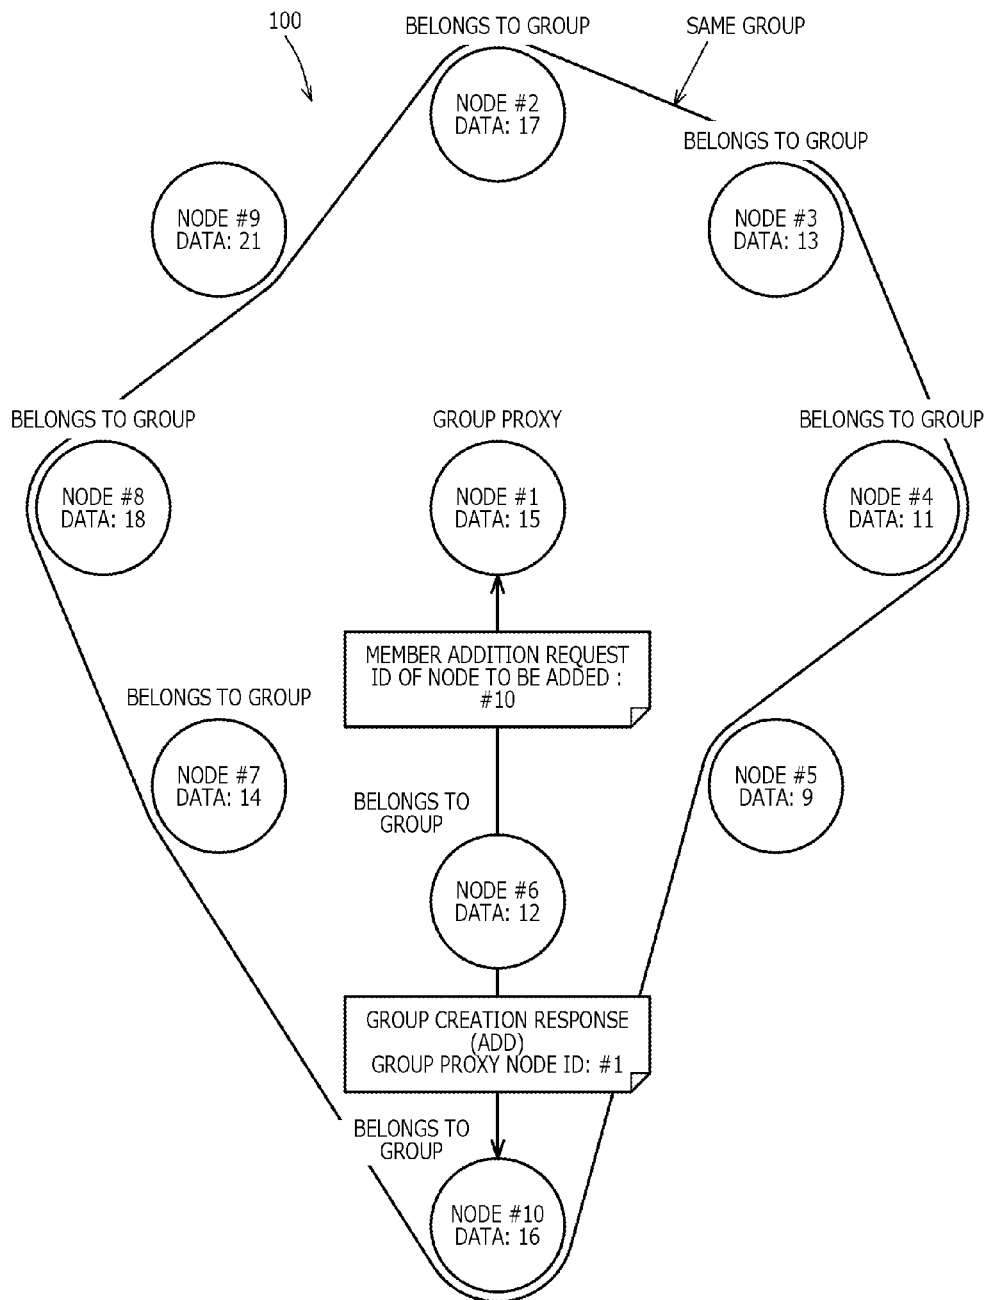 100
BELONGS TO GROUP
SAME GROUP
NODE #2
DATA: 17
BELONGS TO GROUP
NODE #9
DATA: 21
NODE #3
DATA: 13
BELONGS TO GROUP
GROUP PROXY
BELONGS TO GROUP
NODE #8
DATA: 18
NODE #1
DATA: 15
NODE #4
DATA: 11
MEMBER ADDITION REQUEST
ID OF NODE TO BE ADDED :
#10
BELONGS TO GROUP
NODE #7
DATA: 14
NODE #5
DATA: 9
BELONGS TO
GROUP
NODE #6
DATA: 12
GROUP CREATION RESPONSE
(ADD)
GROUP PROXY NODE ID: #1
BELONGS TO
GROUP
NODE #10
DATA: 16